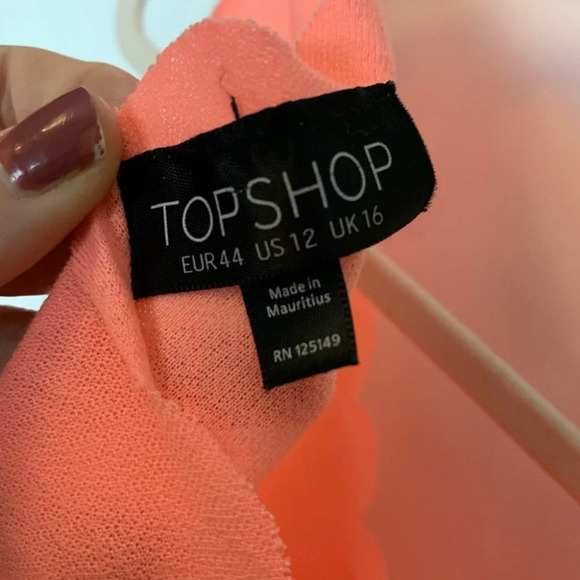 TOPSHOP
EUR 44 US 12 UK 16
Made in
Mauritius
RN 125149